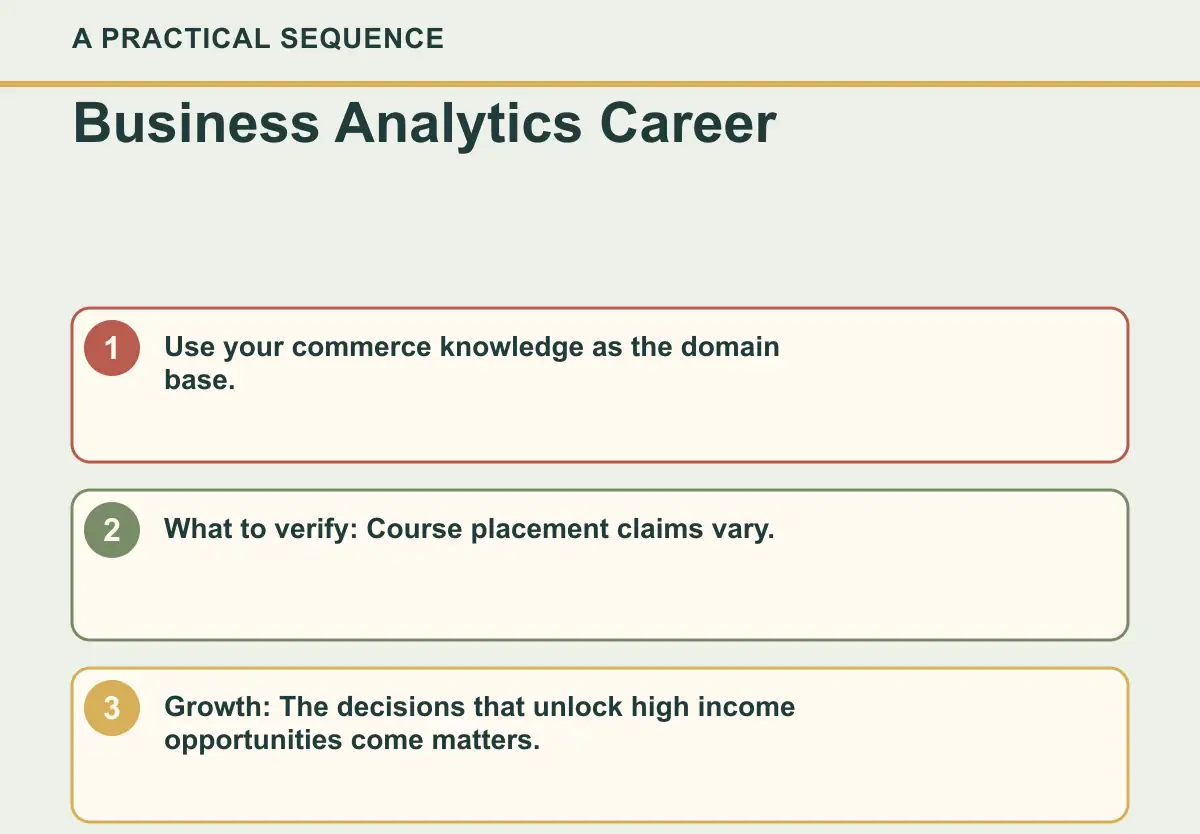 A PRACTICAL SEQUENCE
Business Analytics Career
1
Use your commerce knowledge as the domain
base.
2
What to verify: Course placement claims vary.
3
Growth: The decisions that unlock high income
opportunities come matters.